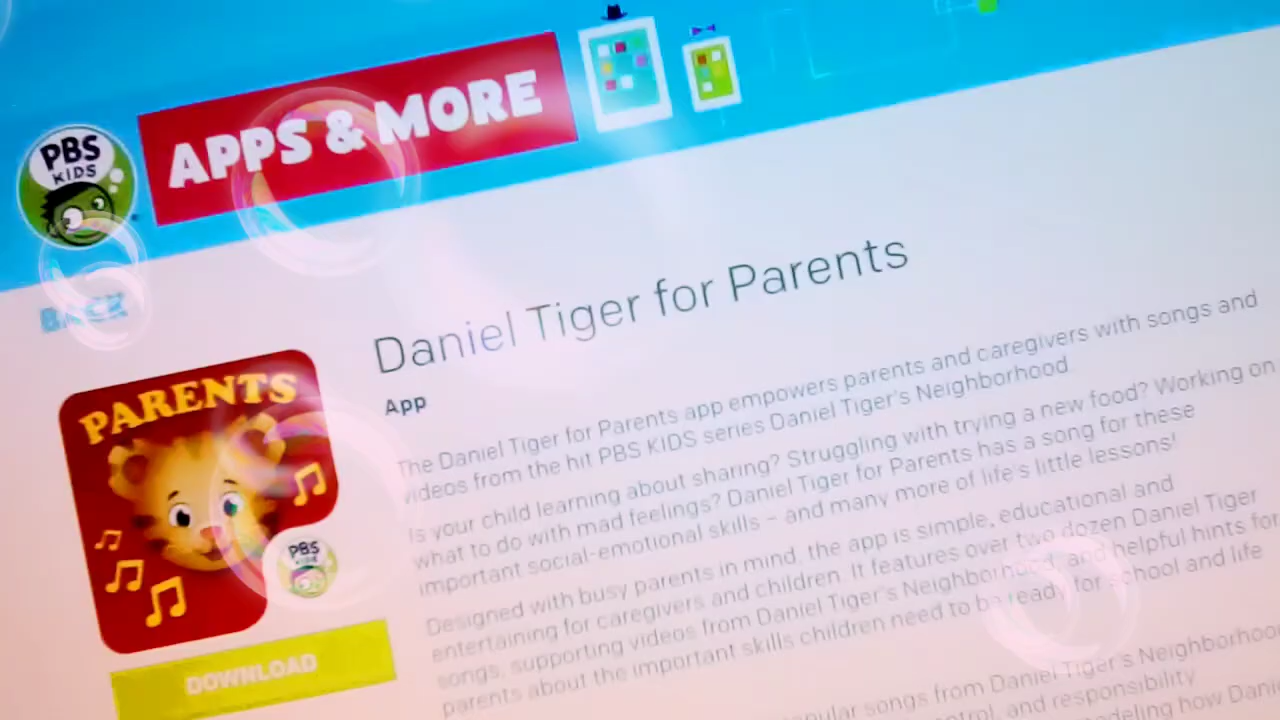 PBS
KIDS
APPS & MORE
BACK
PARENTS
PBS
KIDS
DOWNLOAD
Daniel Tiger for Parents
App
The Daniel Tiger for Parents app empowers parents and caregivers with songs and
videos from the hit PBS KIDS series Daniel Tiger's Neighborhood.
Is your child learning about sharing? Struggling with trying a new food? Working on
what to do with mad feelings? Daniel Tiger for Parents has a song for these
important social-emotional skills – and many more of life's little lessons!
Designed with busy parents in mind, the app is simple, educational and
entertaining for caregivers and children. It features over two dozen Daniel Tiger
songs, supporting videos from Daniel Tiger's Neighborhood, and helpful hints for
parents about the important skills children need to be ready for school and life
songs from Daniel Tiger's Neighborhood
and responsibility
modeling how